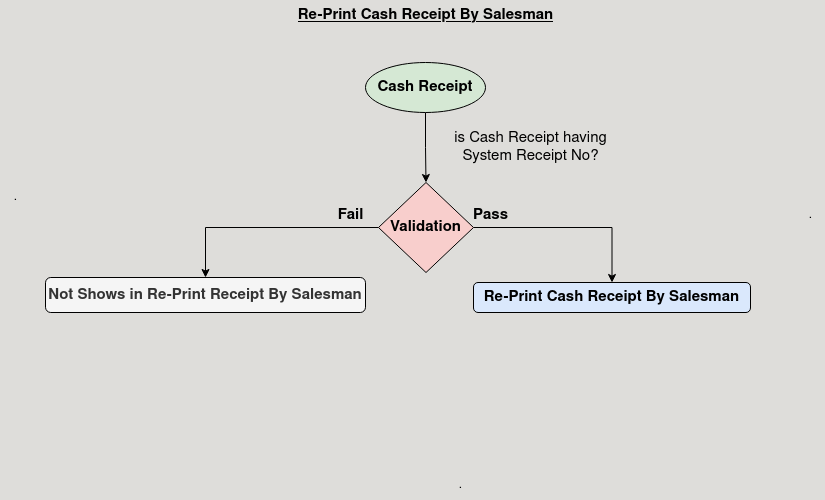 Re-Print Cash Receipt By Salesman
Cash Receipt
is Cash Receipt having
System Receipt No?
Fail
Pass
Validation
Not Shows in Re-Print Receipt By Salesman
Re-Print Cash Receipt By Salesman